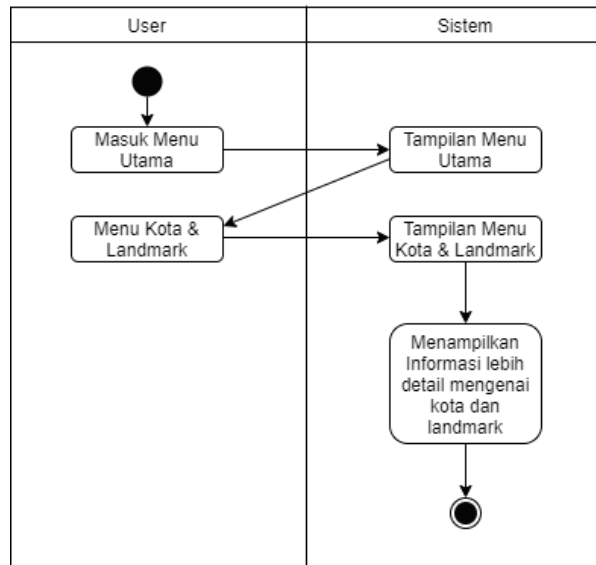 User
Sistem
Masuk Menu
Utama
Tampilan Menu
Utama
Menu Kota &
Landmark
Tampilan Menu
Kota & Landmark
Menampilkan
Informasi lebih
detail mengenai
kota dan
landmark